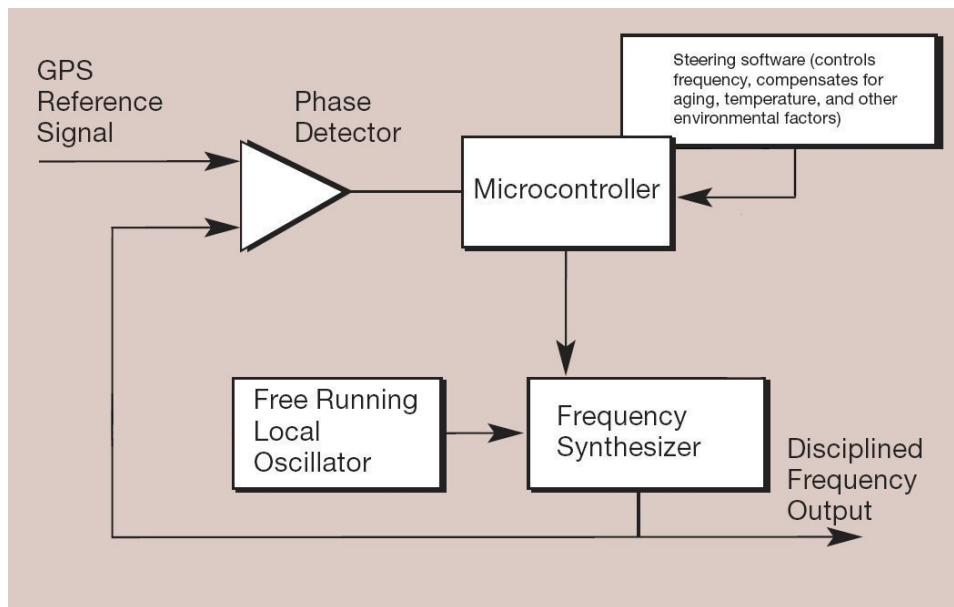 GPS
Reference
Signal
Phase
Detector
Steering software (controls
frequency, compensates for
aging, temperature, and other
environmental factors)
Microcontroller
Free Running
Local
Oscillator
Frequency
Synthesizer
Disciplined
Frequency
Output